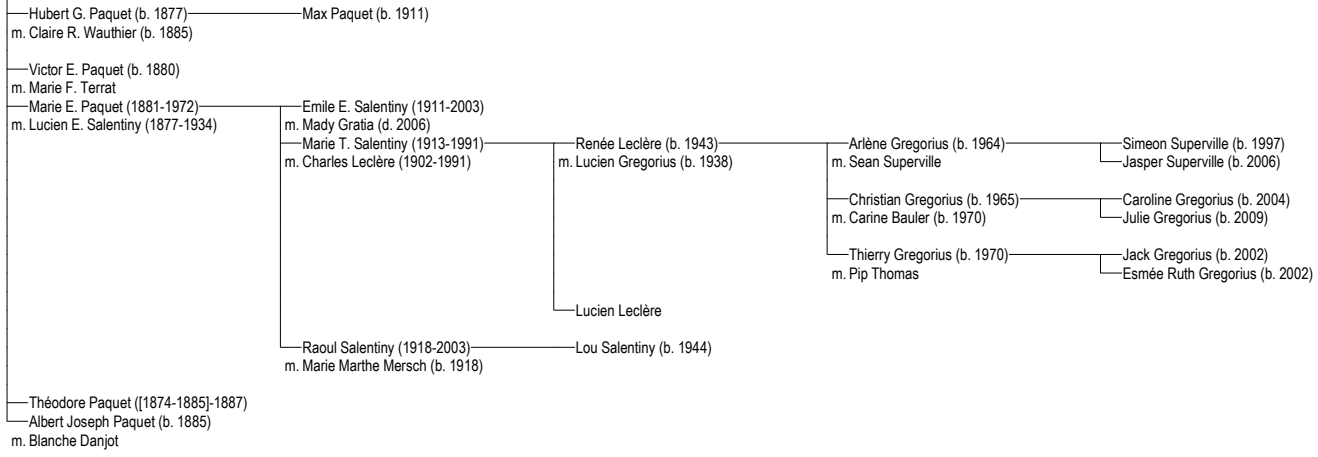 Hubert G. Paquet (b. 1877) Max Paquet (b. 1911)
m. Claire R. Wauthier (b. 1885)
Victor E. Paquet (b. 1880)
m. Marie F. Terrat
Marie E. Paquet (1881-1972) Emile E. Salentiny (1911-2003)
m. Lucien E. Salentiny (1877-1934) m. Mady Gratia (d. 2006)
Marie T. Salentiny (1913-1991) Renée Leclère (b. 1943) Arlène Gregorius (b. 1964) Simeon Superville (b. 1997)
m. Charles Leclère (1902-1991) m. Lucien Gregorius (b. 1938) m. Sean Superville Jasper Superville (b. 2006)
Christian Gregorius (b. 1965) Caroline Gregorius (b. 2004)
m. Carine Bauler (b. 1970) Julie Gregorius (b. 2009)
Thierry Gregorius (b. 1970) Jack Gregorius (b. 2002)
m. Pip Thomas Esmée Ruth Gregorius (b. 2002)
Lucien Leclère
Raoul Salentiny (1918-2003) Lou Salentiny (b. 1944)
m. Marie Marthe Mersch (b. 1918)
Théodore Paquet ([1874-1885]-1887)
Albert Joseph Paquet (b. 1885)
m. Blanche Danjot